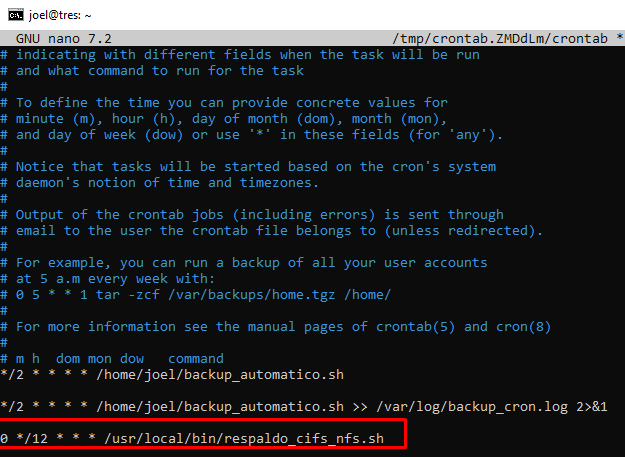 joel@tres: ~
GNU nano 7.2 /tmp/crontab.ZMDdLm/crontab *
# indicating with different fields when the task will be run
# and what command to run for the task
#
# To define the time you can provide concrete values for
# minute (m), hour (h), day of month (dom), month (mon),
# and day of week (dow) or use '*' in these fields (for 'any').
#
# Notice that tasks will be started based on the cron's system
# daemon's notion of time and timezones.
#
# Output of the crontab jobs (including errors) is sent through
# email to the user the crontab file belongs to (unless redirected).
#
# For example, you can run a backup of all your user accounts
# at 5 a.m every week with:
# 0 5 * * 1 tar -zcf /var/backups/home.tgz /home/
#
# For more information see the manual pages of crontab(5) and cron(8)
#
# m h  dom mon dow   command
*/2 * * * * /home/joel/backup_automatico.sh
*/2 * * * * /home/joel/backup_automatico.sh >> /var/log/backup_cron.log 2>&1
0 */12 * * * /usr/local/bin/respaldo_cifs_nfs.sh